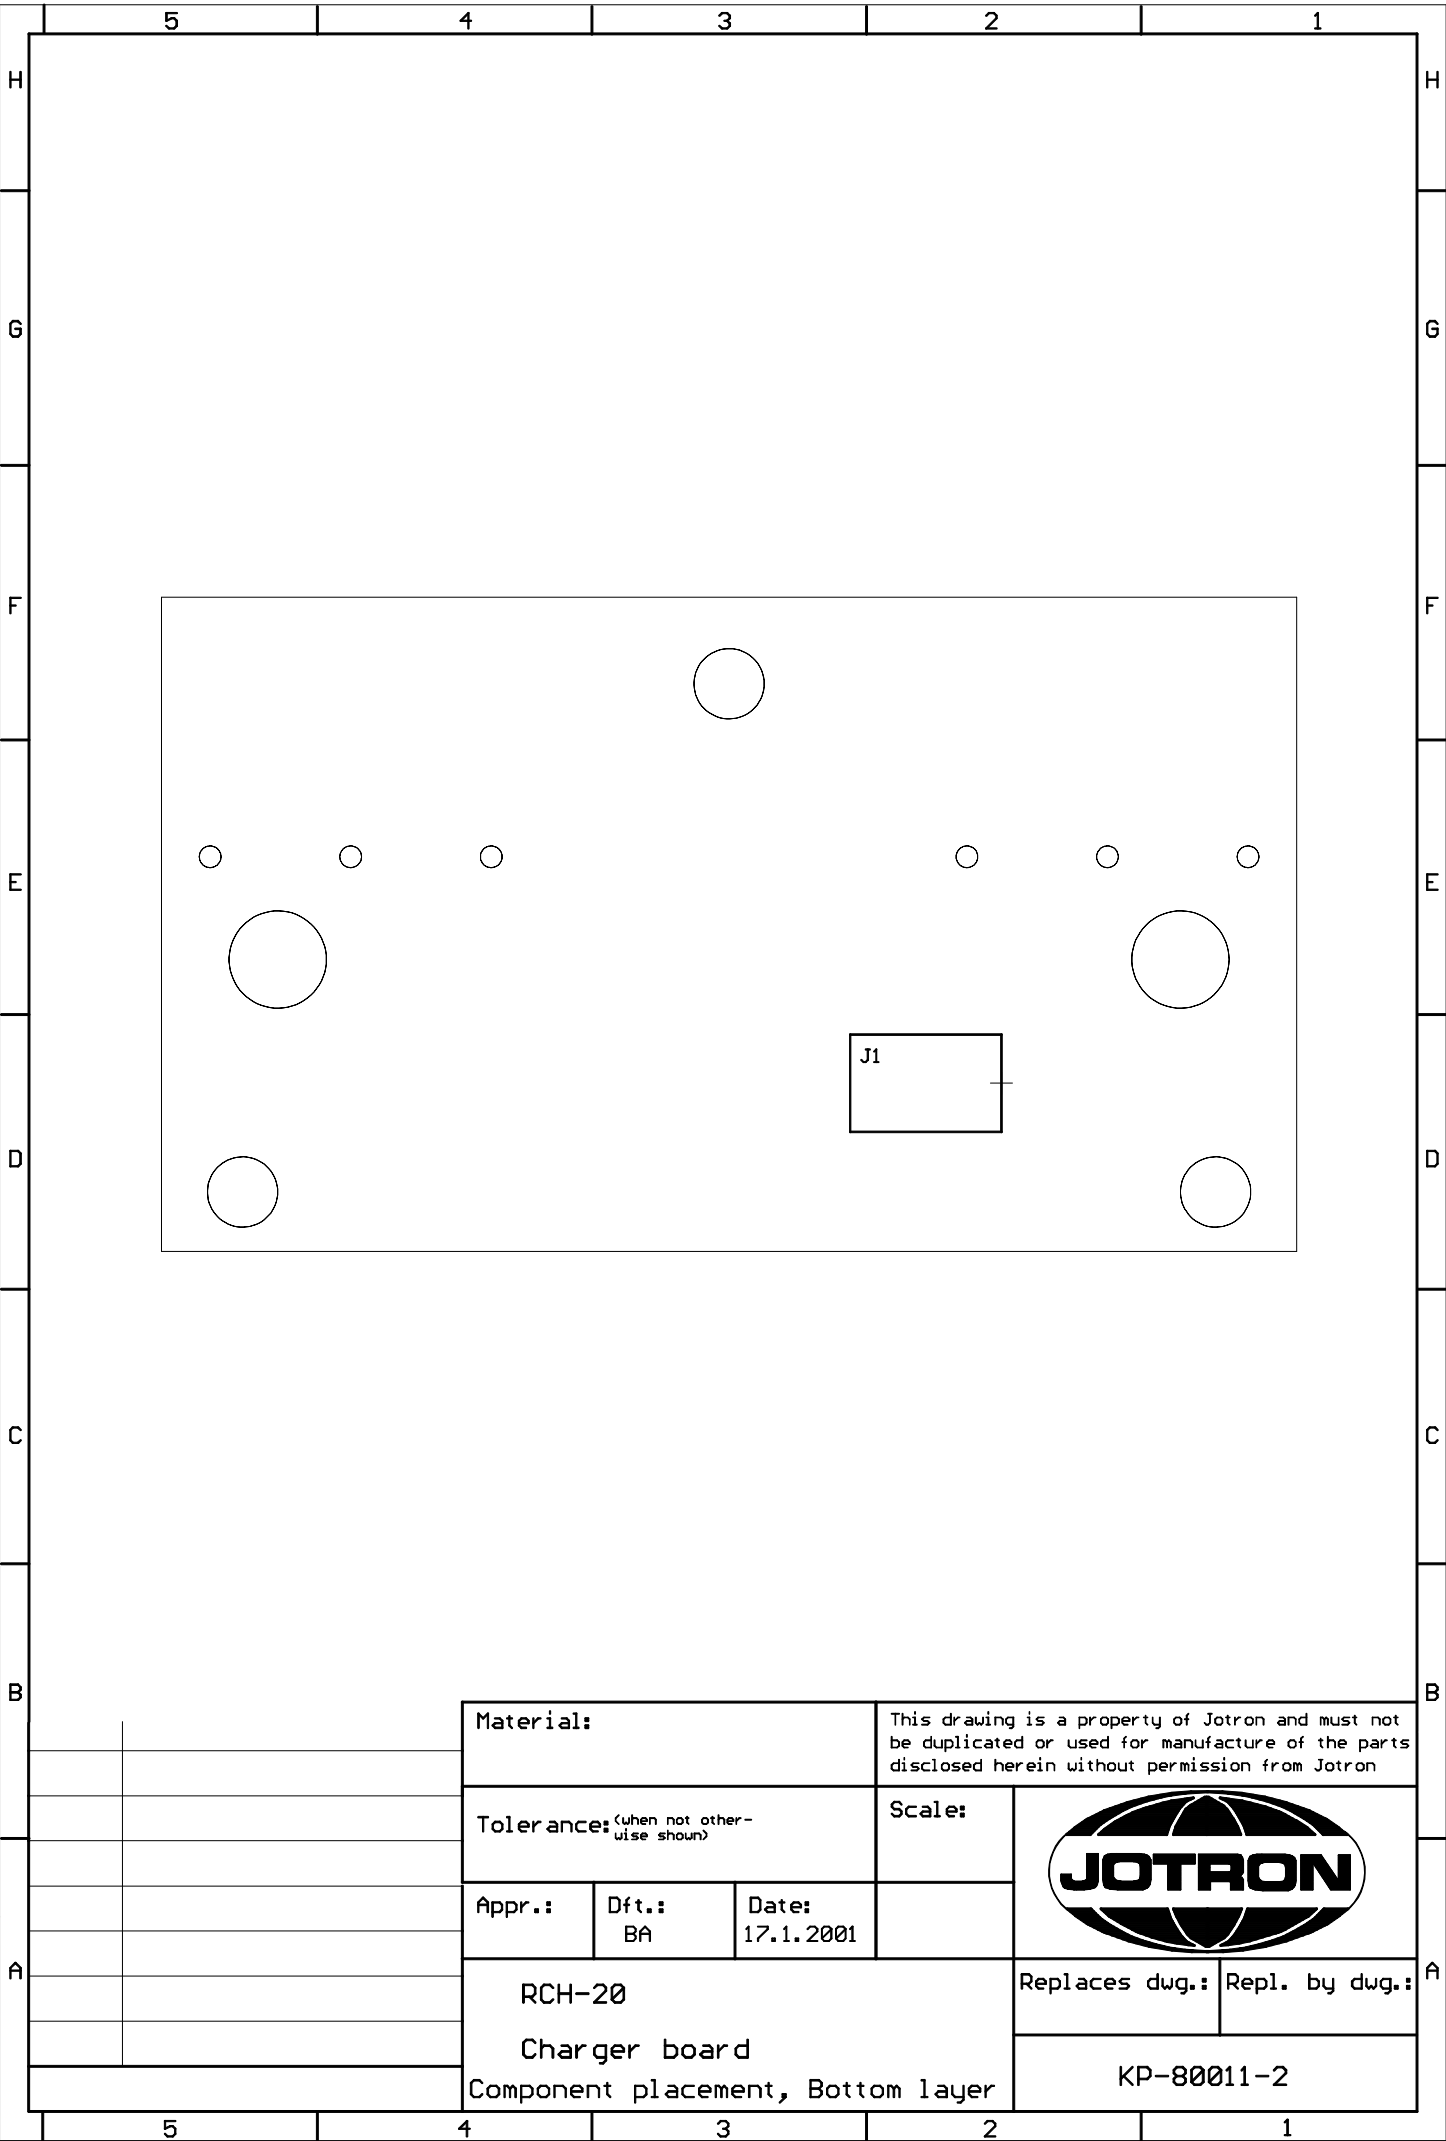 5 4 3 2 1
H H
G G
F F
E E
J1
D D
C C
B B
Material:
This drawing is a property of Jotron and must not
be duplicated or used for manufacture of the parts
disclosed herein without permission from Jotron
Tolerance: (when not other-
wise shown)
Scale:
JOTRON
Appr.:
Dft.:
BA
Date:
17.1.2001
A A
Replaces dwg.:
Repl. by dwg.:
RCH-20
Charger board
Component placement, Bottom layer
KP-80011-2
5 4 3 2 1